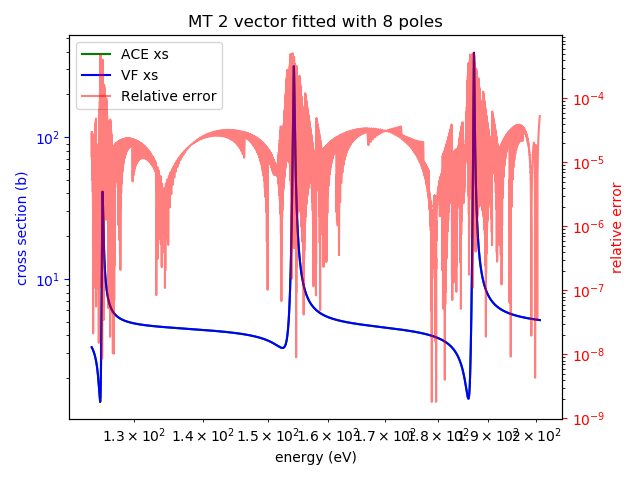 MT 2 vector fitted with 8 poles
ACE xs
VF xs
Relative error
cross section (b)
10²
10¹
10⁻⁴
10⁻⁵
10⁻⁶
10⁻⁷
10⁻⁸
10⁻⁹
relative error
1.3 × 10² 1.4 × 10² 1.5 × 10² 1.6 × 10² 1.7 × 10² 1.8 × 10² 1.9 × 10² 2 × 10²
energy (eV)